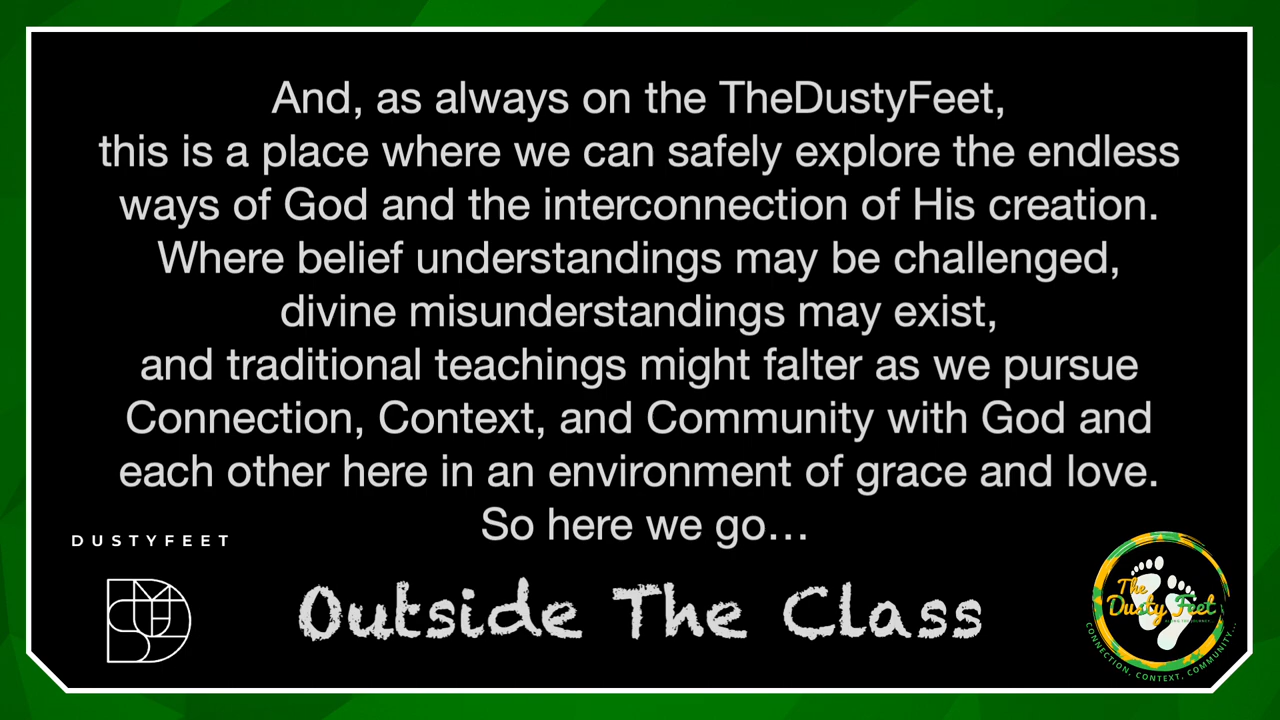 And, as always on the TheDustyFeet,
this is a place where we can safely explore the endless
ways of God and the interconnection of His creation.
Where belief understandings may be challenged,
divine misunderstandings may exist,
and traditional teachings might falter as we pursue
Connection, Context, and Community with God and
each other here in an environment of grace and love.
So here we go…
DUSTYFEET
Outside The Class
The
Dusty Feet
CONNECTION, CONTEXT, COMMUNITY...